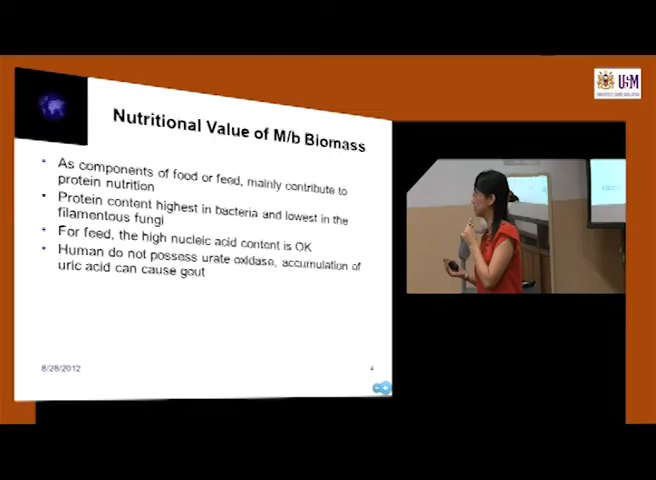 USM
UNIVERSITI SAINS MALAYSIA
Nutritional Value of M/b Biomass
As components of food or feed, mainly contribute to
protein nutrition
Protein content highest in bacteria and lowest in the
filamentous fungi
For feed, the high nucleic acid content is OK
Human do not possess urate oxidase, accumulation of
uric acid can cause gout
8/28/2012
4